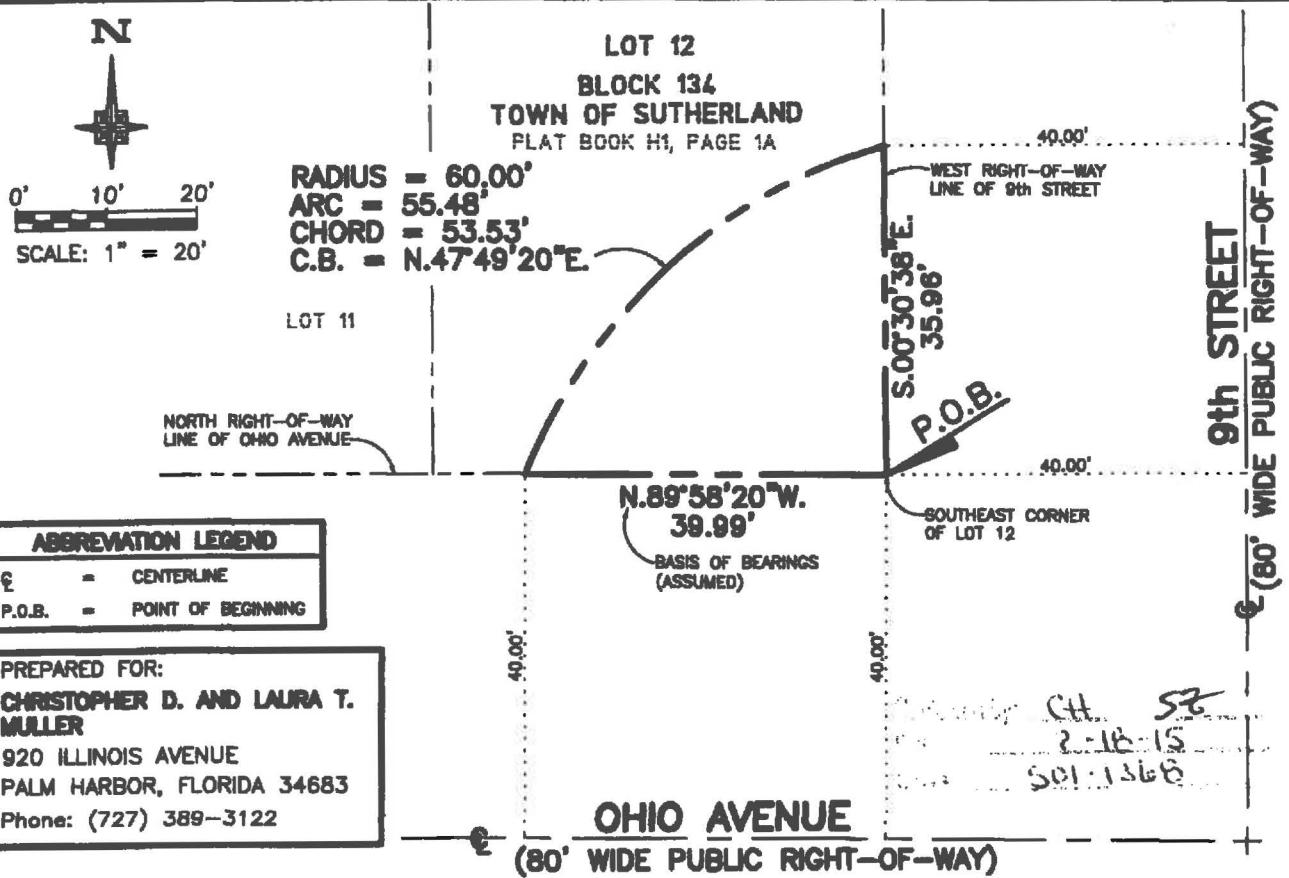 N
0' 10' 20'
SCALE: 1" = 20'
LOT 12
BLOCK 134
TOWN OF SUTHERLAND
PLAT BOOK H1, PAGE 1A
RADIUS = 60.00'
ARC = 55.48'
CHORD = 53.53'
C.B. = N.47°49'20"E.
LOT 11
40.00'
WEST RIGHT-OF-WAY
LINE OF 9th STREET
S.00°30'38"E.
35.96'
9th STREET
(80' WIDE PUBLIC RIGHT-OF-WAY)
P.O.B.
NORTH RIGHT-OF-WAY
LINE OF OHIO AVENUE
40.00'
N.89°58'20"W.
39.99'
BASIS OF BEARINGS
(ASSUMED)
SOUTHEAST CORNER
OF LOT 12
ABBREVIATION LEGEND
℄ = CENTERLINE
P.O.B. = POINT OF BEGINNING
℄
40.00'
40.00'
PREPARED FOR:
CHRISTOPHER D. AND LAURA T.
MULLER
920 ILLINOIS AVENUE
PALM HARBOR, FLORIDA 34683
Phone: (727) 389-3122
CH
OHIO AVENUE
℄
(80' WIDE PUBLIC RIGHT-OF-WAY)